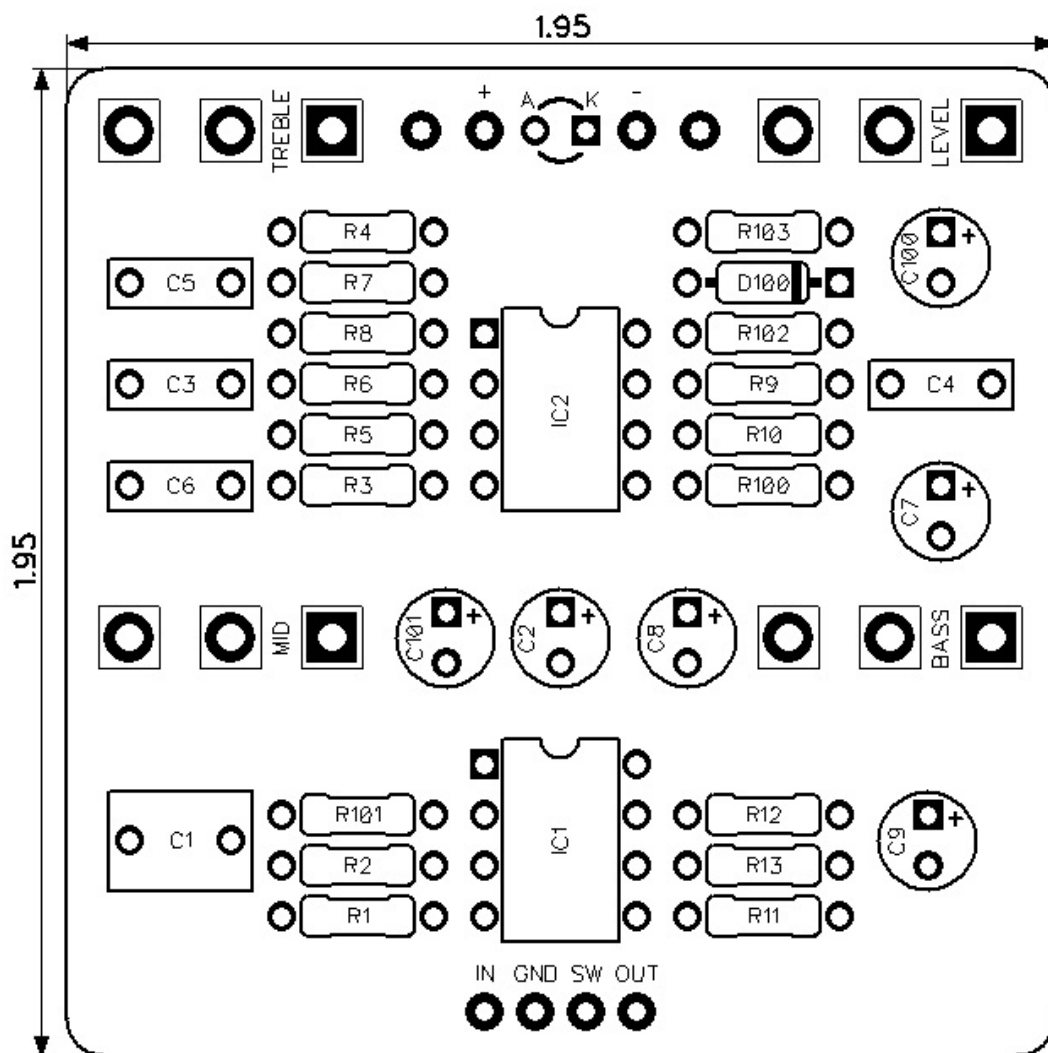 1.95
+ A K -
TREBLE
LEVEL
R4 R103
C100 +
C5 R7 D100
R8 R102
C3 R6 IC2 R9 C4
R5 R10
C6 R3 R100
C7 +
1.95
MID C101 + C2 + C8 + BASS
R101 R12
C1 R2 IC1 R13 C9 +
R1 R11
IN GND SW OUT